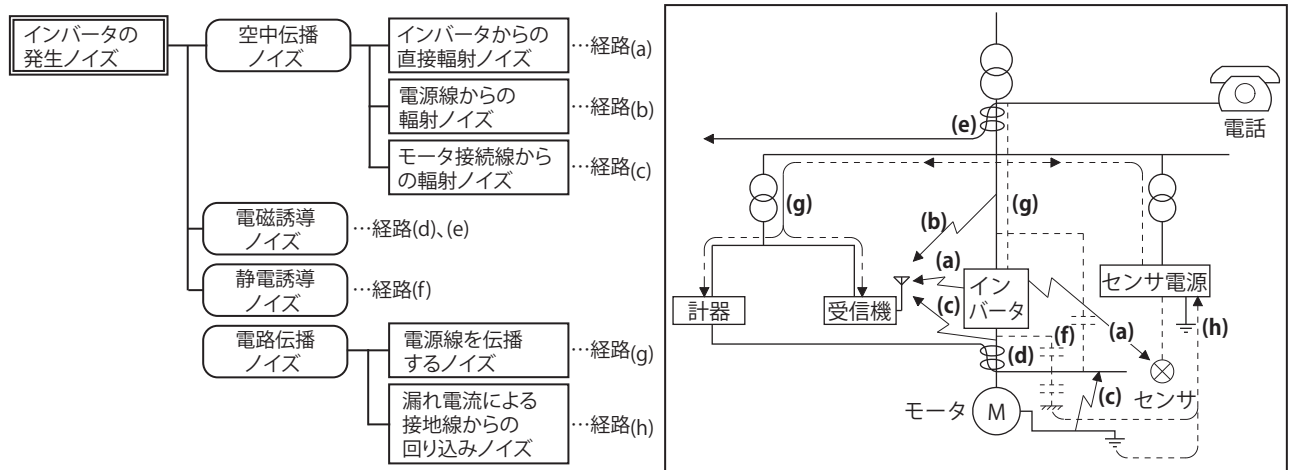 インバータの
発生ノイズ
空中伝播
ノイズ
インバータからの
直接輻射ノイズ
…経路(a)
電源線からの
輻射ノイズ
…経路(b)
モータ接続線から
の輻射ノイズ
…経路(c)
電磁誘導
ノイズ
…経路(d)、(e)
静電誘導
ノイズ
…経路(f)
電路伝播
ノイズ
電源線を伝播
するノイズ
…経路(g)
漏れ電流による
接地線からの
回り込みノイズ
…経路(h)
電話
(e)
(g)
(g)
(b)
(a)
(c)
計器
受信機
イン
バータ
センサ電源
(h)
(f)
(a)
(d)
(c)
センサ
モータ
M